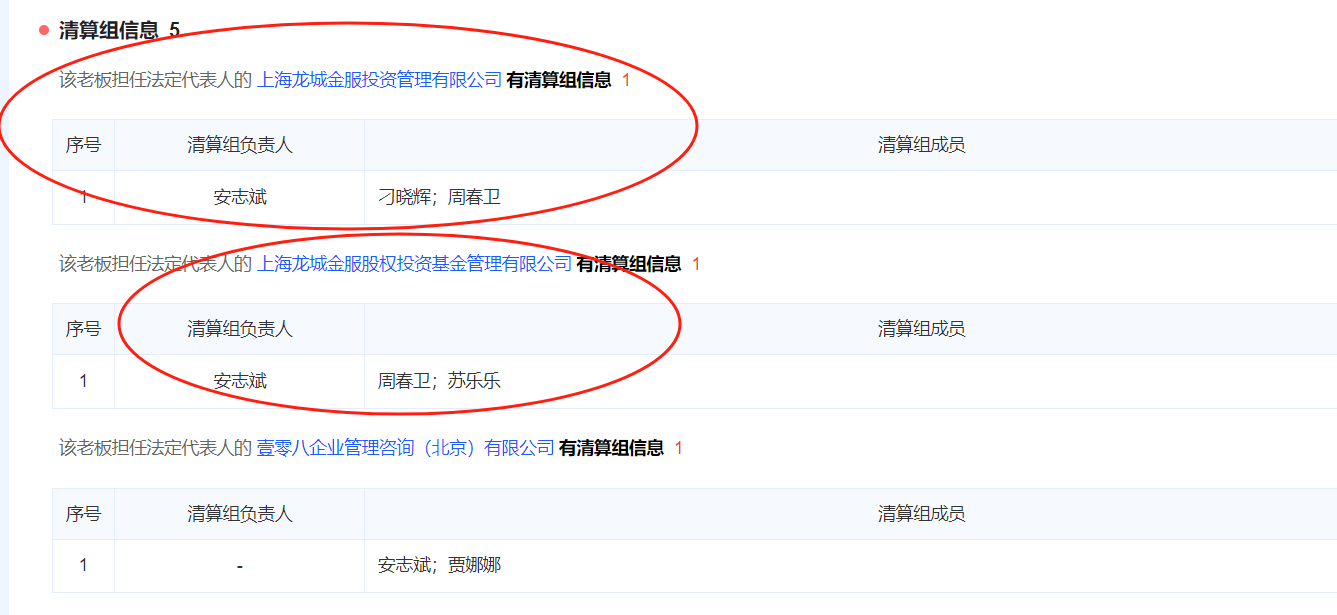 清算组信息 5
该老板担任法定代表人的 上海龙城金服投资管理有限公司 有清算组信息 1
序号 清算组负责人 清算组成员
1 安志斌 刁晓辉；周春卫
该老板担任法定代表人的 上海龙城金服股权投资基金管理有限公司 有清算组信息 1
序号 清算组负责人 清算组成员
1 安志斌 周春卫；苏乐乐
该老板担任法定代表人的 壹零八企业管理咨询（北京）有限公司 有清算组信息 1
序号 清算组负责人 清算组成员
1 - 安志斌；贾娜娜